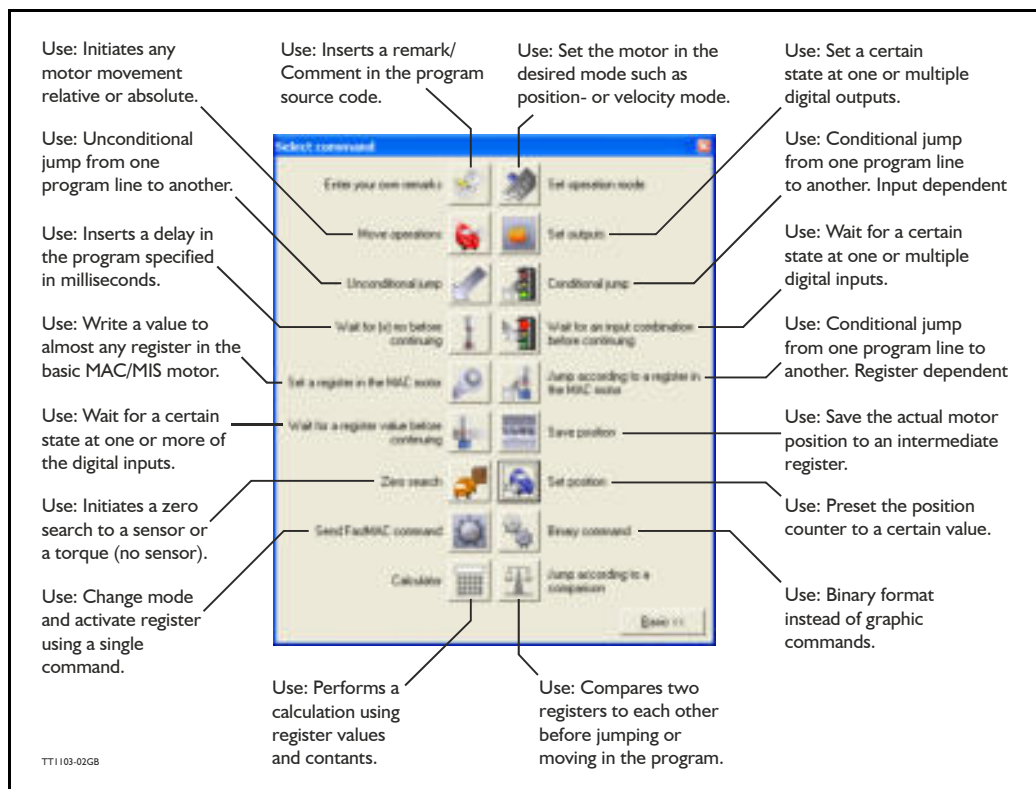 Use: Initiates any
motor movement
relative or absolute.
Use: Inserts a remark/
Comment in the program
source code.
Use: Set the motor in the
desired mode such as
position- or velocity mode.
Use: Set a certain
state at one or multiple
digital outputs.
Use: Unconditional
jump from one
program line to another.
Use: Conditional jump
from one program line
to another. Input dependent
Use: Inserts a delay in
the program specified
in milliseconds.
Use: Wait for a certain
state at one or multiple
digital inputs.
Use: Write a value to
almost any register in the
basic MAC/MIS motor.
Use: Conditional jump
from one program line to
another. Register dependent
Use: Wait for a certain
state at one or more of
the digital inputs.
Use: Save the actual motor
position to an intermediate
register.
Use: Initiates a zero
search to a sensor or
a torque (no sensor).
Use: Preset the position
counter to a certain value.
Use: Change mode
and activate register
using a single
command.
Use: Binary format
instead of graphic
commands.
Select command
Enter your own remarks
Set operation mode
Move operations
Set outputs
Unconditional jump
Conditional jump
Wait for (x) ms before
continuing
Wait for an input combination
before continuing
Set a register in the MAC motor
Jump according to a register in
the MAC motor
Wait for a register value before
continuing
Save position
Zero search
Set position
Send FastMAC command
Binary command
Calculator
Jump according to a
comparison
Basic <<
Use: Performs a
calculation using
register values
and contants.
Use: Compares two
registers to each other
before jumping or
moving in the program.
TT1103-02GB